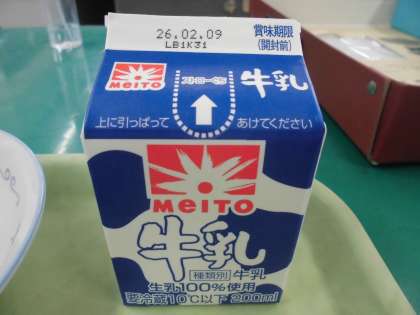 26.02.09
LB1K31
賞味期限
(開封前)
MEITO
ストロー口
牛乳
上に引っぱって
あけてください
MEITO
牛乳
種類別 牛乳
生乳100%使用
要冷蔵10℃以下 200ml